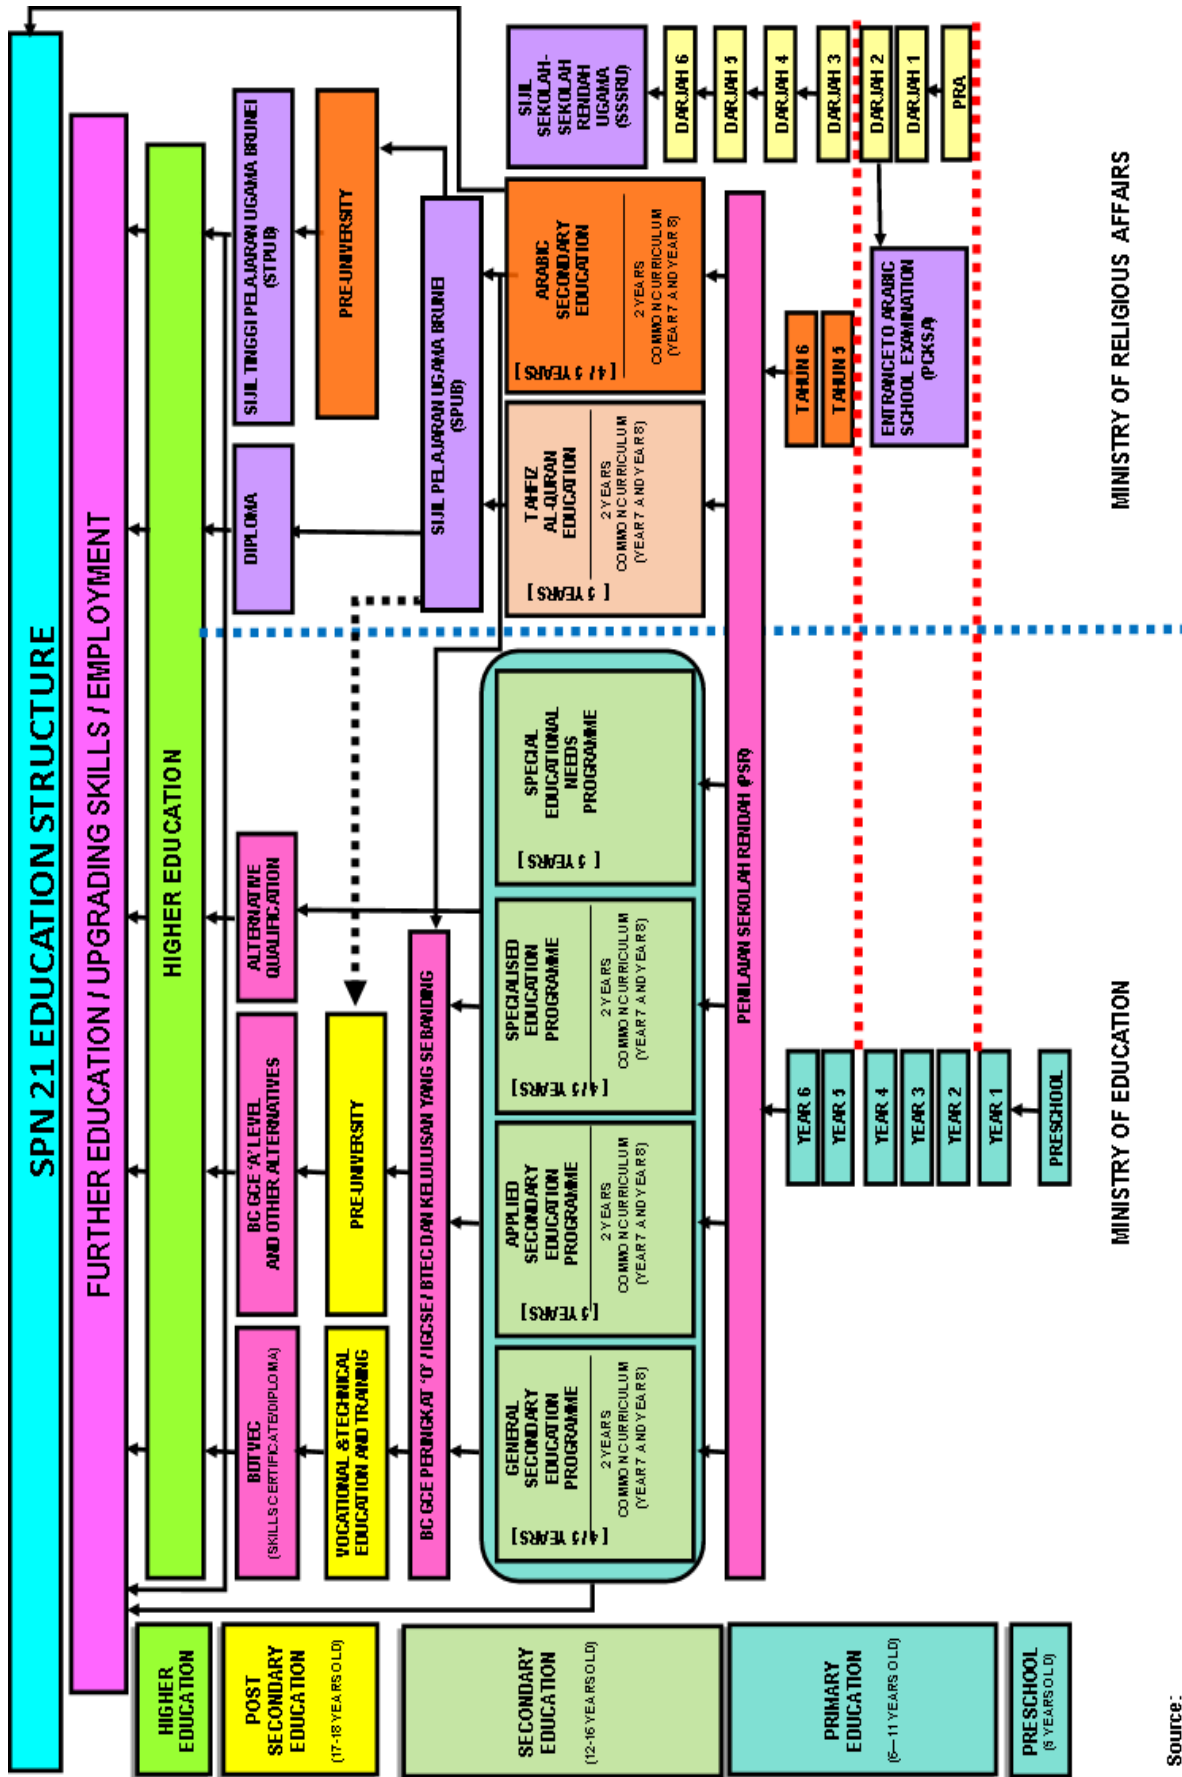 SPN 21 EDUCATION STRUCTURE
FURTHER EDUCATION / UPGRADING SKILLS / EMPLOYMENT
HIGHER EDUCATION
HIGHER
EDUCATION
POST
SECONDARY
EDUCATION
(17-18 YEARS OLD)
BDTVEC
(SKILLS CERTIFICATE/DIPLOMA)
BC GCE 'A' LEVEL
AND OTHER ALTERNATIVES
ALTERNATIVE
QUALIFICATION
DIPLOMA
SIJIL TINGGI PELAJARAN UGAMA BRUNEI
(STPUB)
VOCATIONAL & TECHNICAL
EDUCATION AND TRAINING
PRE-UNIVERSITY
PRE-UNIVERSITY
SECONDARY
EDUCATION
(12-16 YEARS OLD)
BC GCE PERINGKAT 'O' / IGCSE / BTEC DAN KELULUSAN YANG SEBANDING
SIJIL PELAJARAN UGAMA BRUNEI
(SPUB)
GENERAL
SECONDARY
EDUCATION
PROGRAMME
[ 4/5 YEARS ]
2 YEARS
COMMON CURRICULUM
(YEAR 7 AND YEAR 8)
APPLIED
SECONDARY
EDUCATION
PROGRAMME
[ 5 YEARS ]
2 YEARS
COMMON CURRICULUM
(YEAR 7 AND YEAR 8)
SPECIALISED
EDUCATION
PROGRAMME
[ 4/5 YEARS ]
2 YEARS
COMMON CURRICULUM
(YEAR 7 AND YEAR 8)
SPECIAL
EDUCATIONAL
NEEDS
PROGRAMME
[ 5 YEARS ]
TAHFIZ
AL-QURAN
EDUCATION
[ 5 YEARS ]
2 YEARS
COMMON CURRICULUM
(YEAR 7 AND YEAR 8)
ARABIC
SECONDARY
EDUCATION
[ 4 / 5 YEARS ]
2 YEARS
COMMON CURRICULUM
(YEAR 7 AND YEAR 8)
SIJIL
SEKOLAH-
SEKOLAH
RENDAH
UGAMA
(SSSRU)
PENILAIAN SEKOLAH RENDAH (PSR)
PRIMARY
EDUCATION
(6—11 YEARS OLD)
YEAR 6
YEAR 5
YEAR 4
YEAR 3
YEAR 2
YEAR 1
PRESCHOOL
TAHUN 6
TAHUN 5
ENTRANCE TO ARABIC
SCHOOL EXAMINATION
(PCKSA)
DARJAH 6
DARJAH 5
DARJAH 4
DARJAH 3
DARJAH 2
DARJAH 1
PRA
PRESCHOOL
(5 YEARS OLD)
MINISTRY OF EDUCATION
MINISTRY OF RELIGIOUS AFFAIRS
Source: